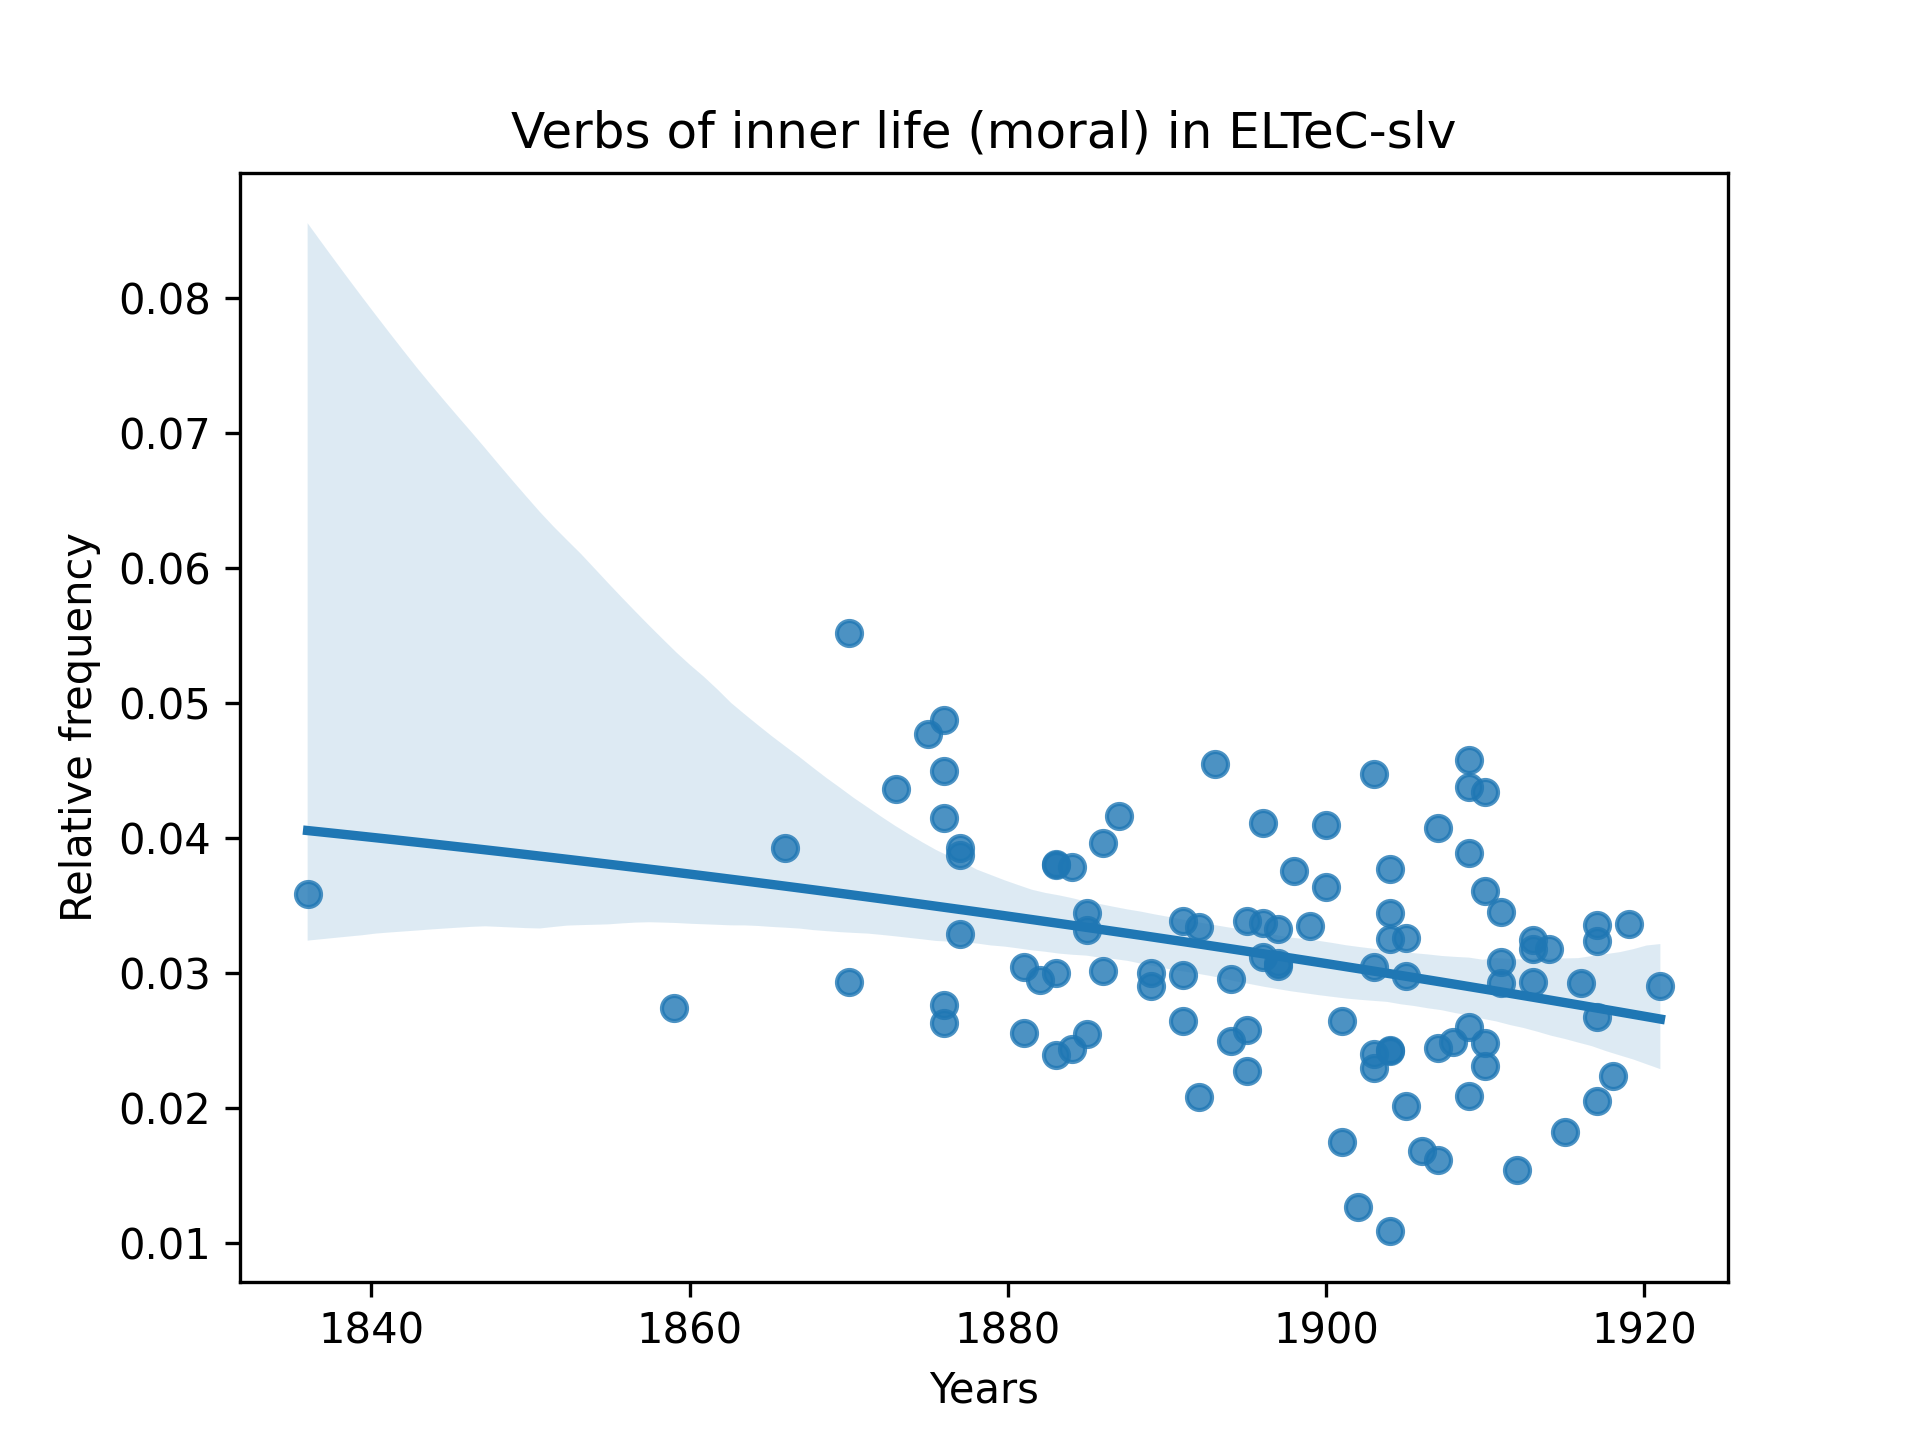 Verbs of inner life (moral) in ELTeC-slv
Relative frequency
0.08
0.07
0.06
0.05
0.04
0.03
0.02
0.01
1840 1860 1880 1900 1920
Years